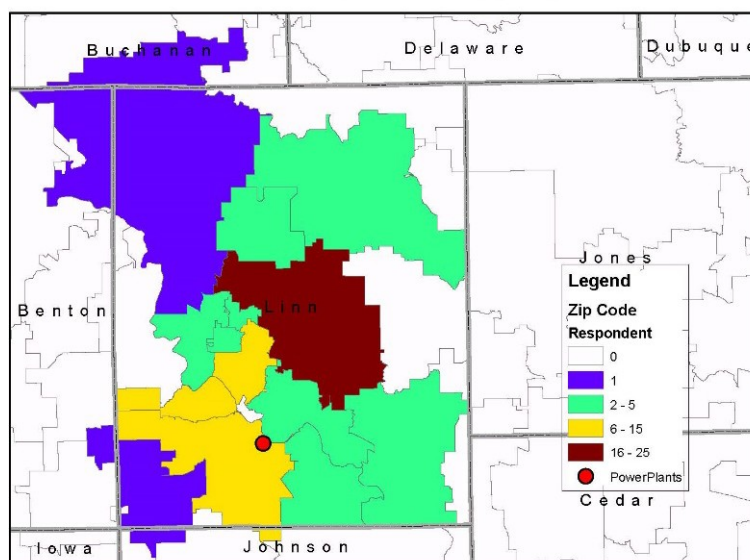 Buchanan
Delaware
Dubuque
Jones
Benton
Linn
Legend
Zip Code
Respondent
0
1
2 - 5
6 - 15
16 - 25
PowerPlants
Cedar
Iowa
Johnson